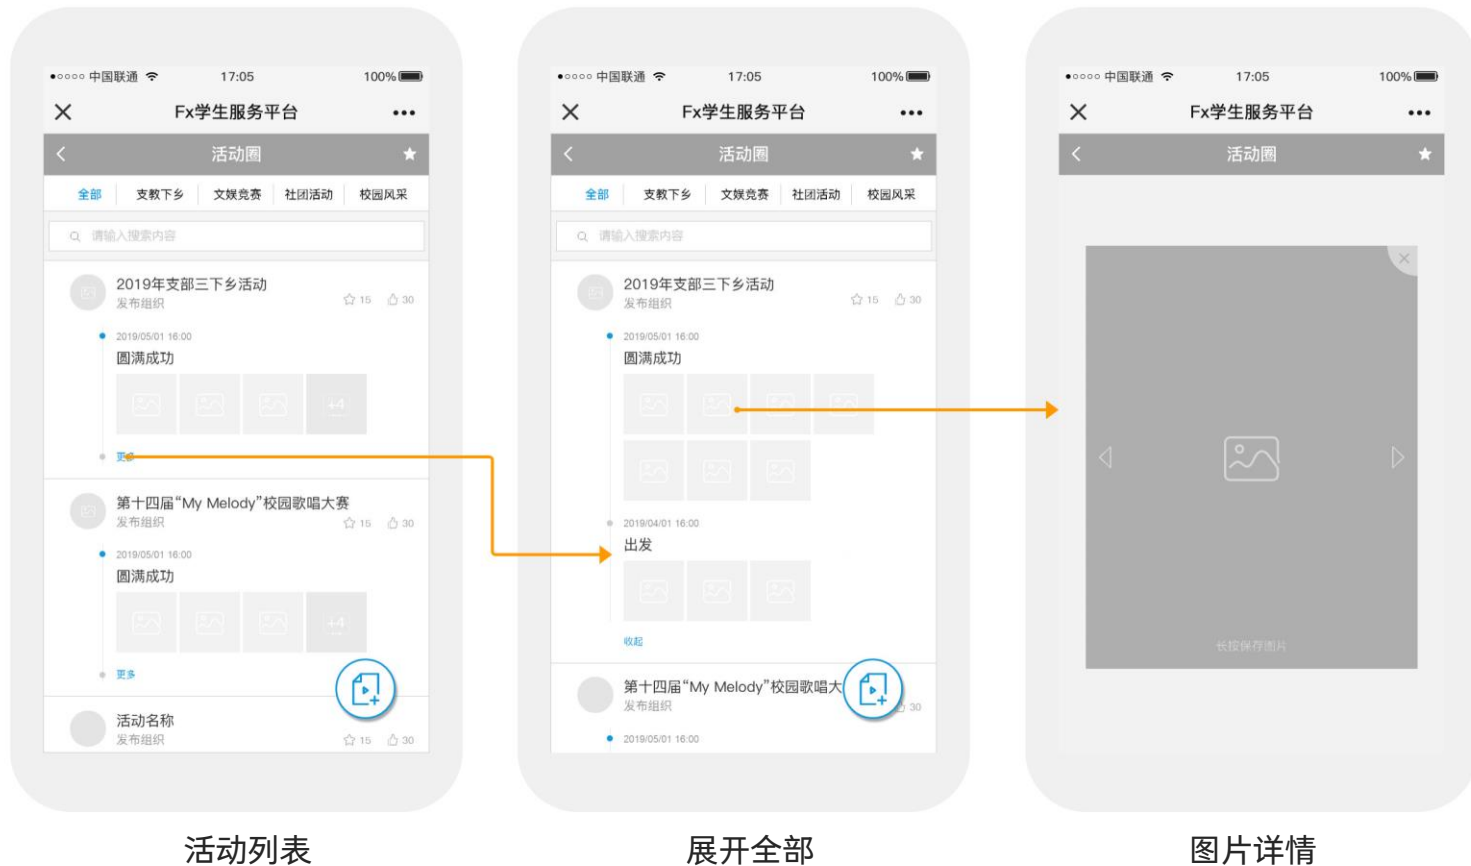 中国联通 17:05 100%
Fx学生服务平台
活动圈
全部 支教下乡 文娱竞赛 社团活动 校园风采
请输入搜索内容
2019年支部三下乡活动
发布组织 15 30
2019/05/01 16:00
圆满成功
+4
更多
第十四届“My Melody”校园歌唱大赛
发布组织 15 30
2019/05/01 16:00
圆满成功
+4
更多
活动名称
发布组织 15 30
活动列表
中国联通 17:05 100%
Fx学生服务平台
活动圈
全部 支教下乡 文娱竞赛 社团活动 校园风采
请输入搜索内容
2019年支部三下乡活动
发布组织 15 30
2019/05/01 16:00
圆满成功
2019/04/01 16:00
出发
收起
第十四届“My Melody”校园歌唱大
发布组织 30
2019/05/01 16:00
展开全部
中国联通 17:05 100%
Fx学生服务平台
活动圈
长按保存图片
图片详情